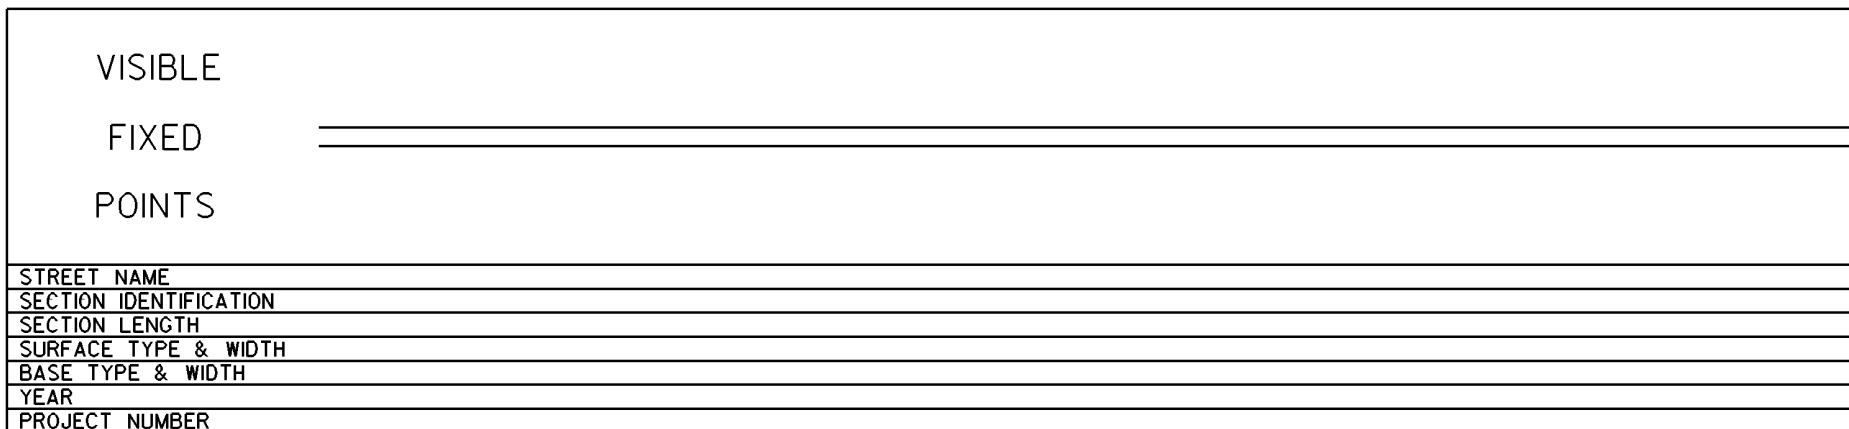 VISIBLE
FIXED
POINTS
STREET NAME
SECTION IDENTIFICATION
SECTION LENGTH
SURFACE TYPE & WIDTH
BASE TYPE & WIDTH
YEAR
PROJECT NUMBER